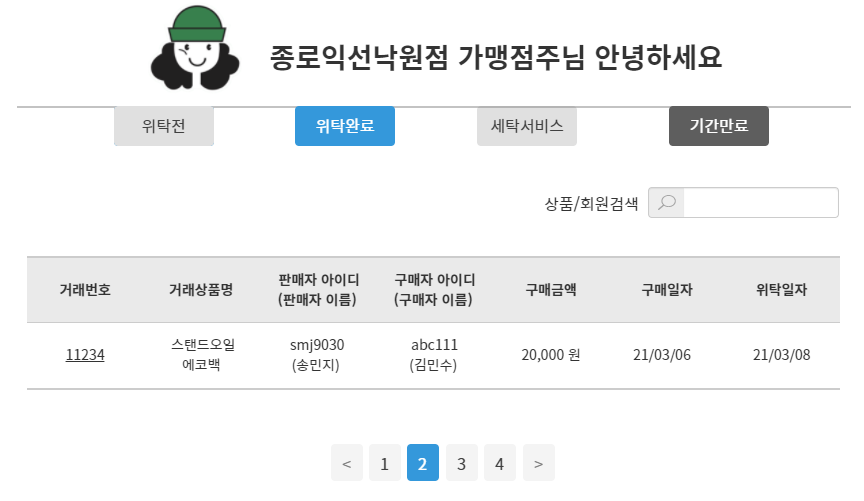 종로익선낙원점 가맹점주님 안녕하세요
위탁전 위탁완료 세탁서비스 기간만료
상품/회원검색
거래번호 거래상품명 판매자 아이디 구매자 아이디 구매금액 구매일자 위탁일자
(판매자 이름) (구매자 이름)
11234 스탠드오일 smj9030 abc111 20,000 원 21/03/06 21/03/08
에코백 (송민지) (김민수)
< 1 2 3 4 >